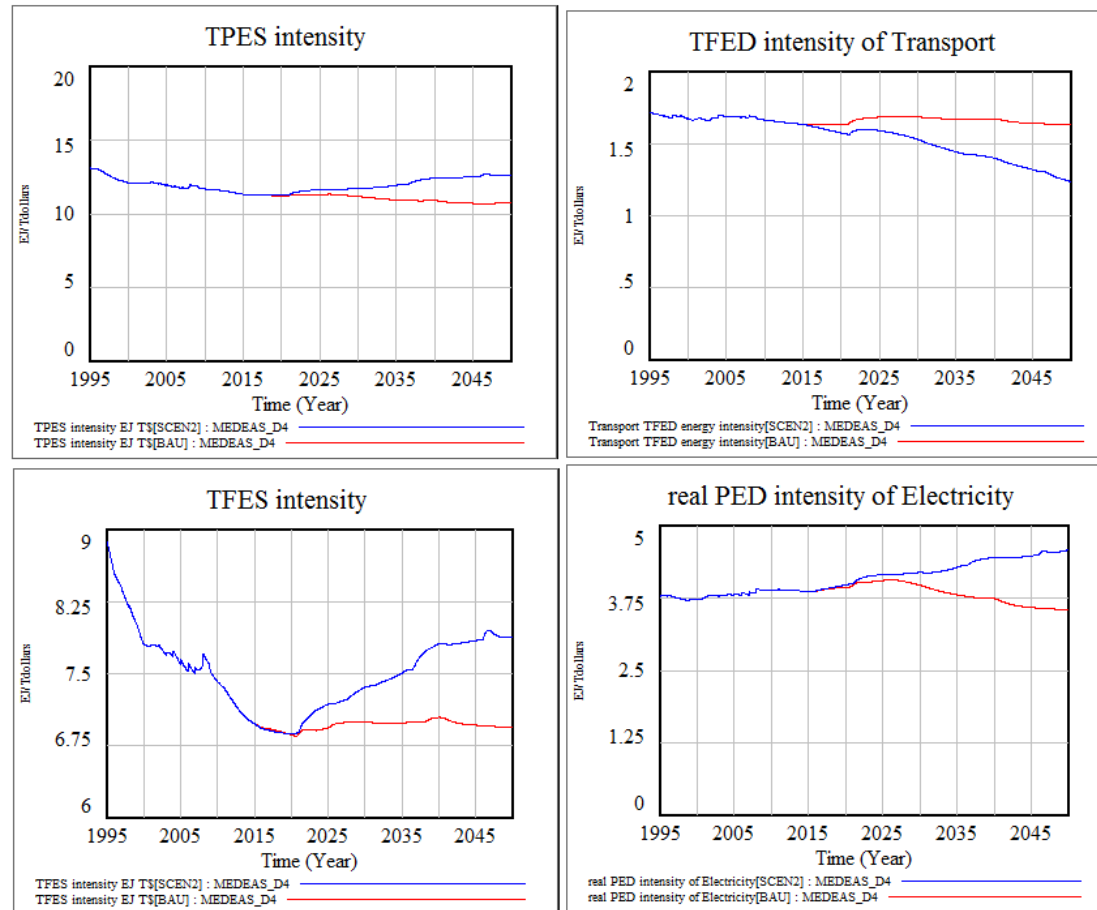 TPES intensity
20
15
10
5
0
EJ/Tdollars
1995 2005 2015 2025 2035 2045
Time (Year)
TPES intensity EJ T$[SCEN2] : MEDEAS_D4
TPES intensity EJ T$[BAU] : MEDEAS_D4
TFED intensity of Transport
2
1.5
1
.5
0
EJ/Tdollars
1995 2005 2015 2025 2035 2045
Time (Year)
Transport TFED energy intensity[SCEN2] : MEDEAS_D4
Transport TFED energy intensity[BAU] : MEDEAS_D4
TFES intensity
9
8.25
7.5
6.75
6
EJ/Tdollars
1995 2005 2015 2025 2035 2045
Time (Year)
TFES intensity EJ T$[SCEN2] : MEDEAS_D4
TFES intensity EJ T$[BAU] : MEDEAS_D4
real PED intensity of Electricity
5
3.75
2.5
1.25
0
EJ/Tdollars
1995 2005 2015 2025 2035 2045
Time (Year)
real PED intensity of Electricity[SCEN2] : MEDEAS_D4
real PED intensity of Electricity[BAU] : MEDEAS_D4